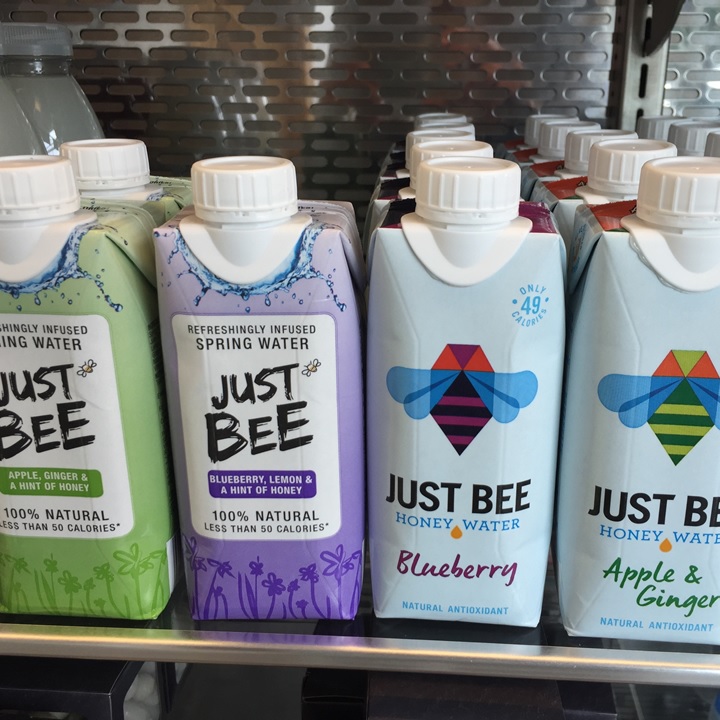 SHINGLY INFUSED
ING WATER
JUST
BEE
APPLE, GINGER &
A HINT OF HONEY
100% NATURAL
LESS THAN 50 CALORIES*
REFRESHINGLY INFUSED
SPRING WATER
JUST
BEE
BLUEBERRY, LEMON &
A HINT OF HONEY
100% NATURAL
LESS THAN 50 CALORIES*
ONLY
49
CALORIES
JUST BEE
HONEY WATER
Blueberry
NATURAL ANTIOXIDANT
JUST BE
HONEY WATE
Apple &
Ginger
NATURAL ANTIOXIDANT